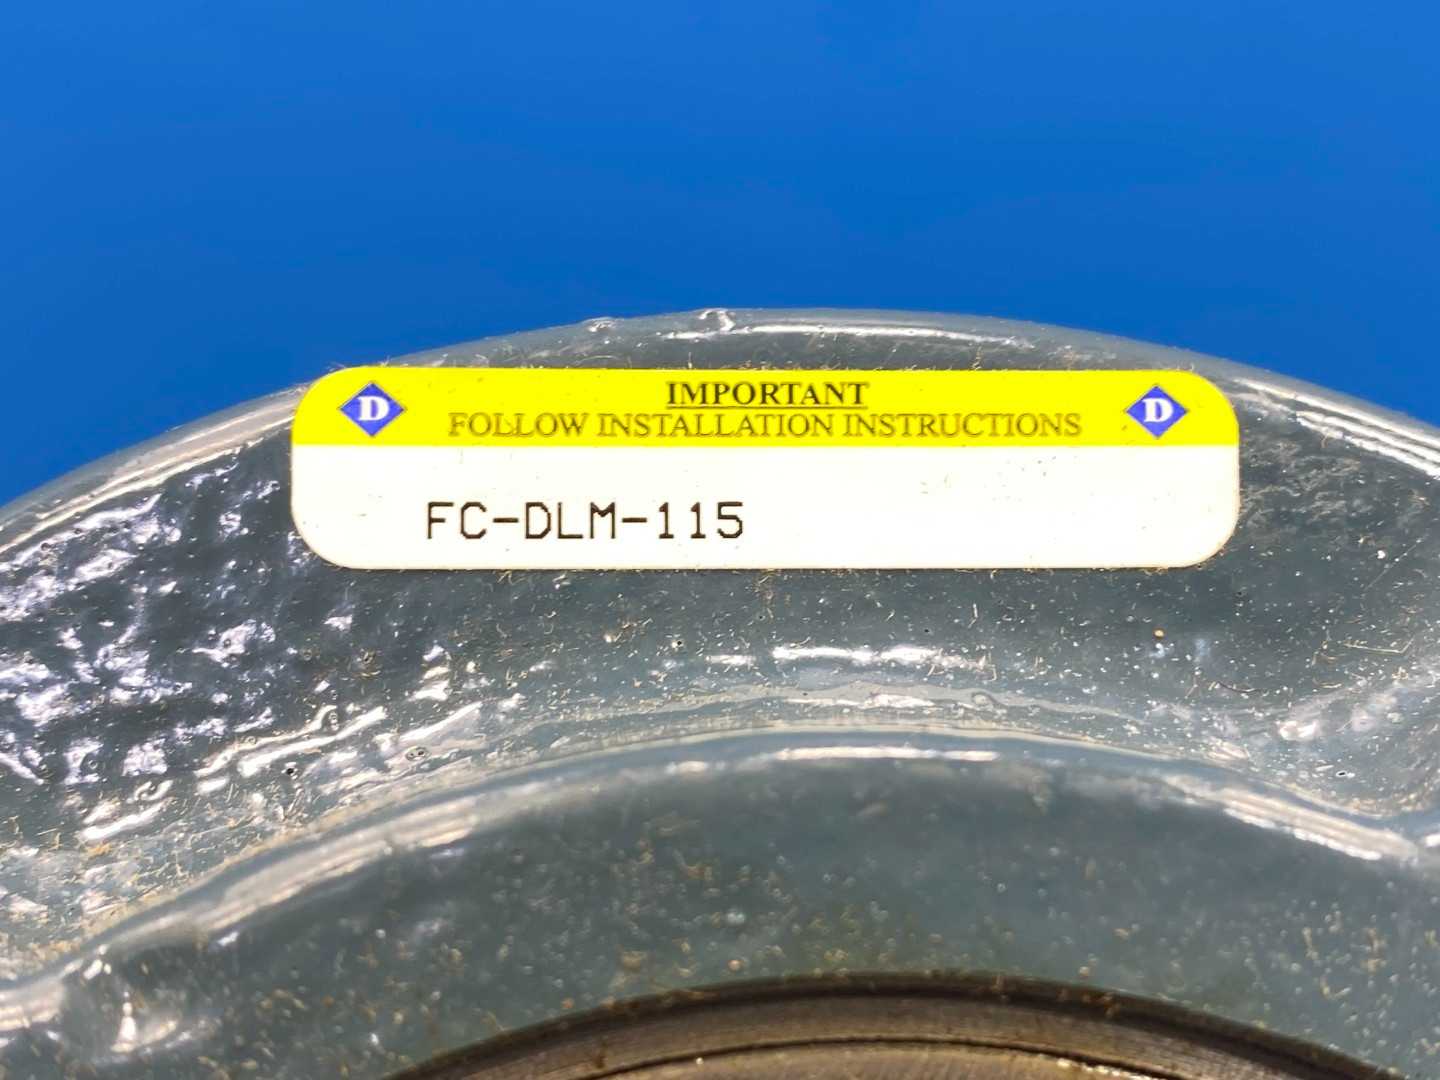 IMPORTANT
D FOLLOW INSTALLATION INSTRUCTIONS D
FC-DLM-115